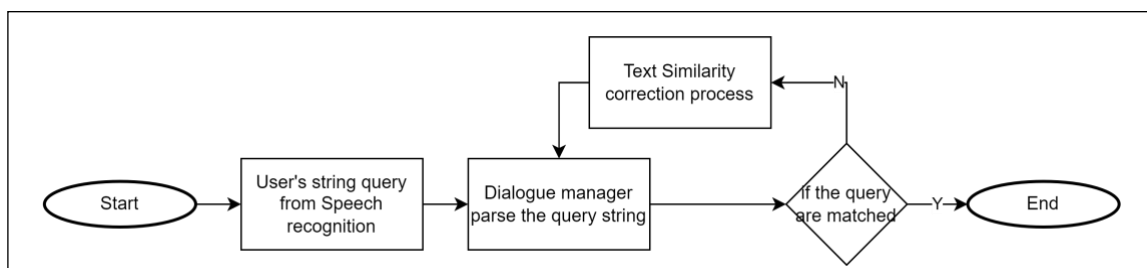 Text Similarity
correction process
N
Start
User's string query
from Speech
recognition
Dialogue manager
parse the query string
If the query
are matched
Y
End